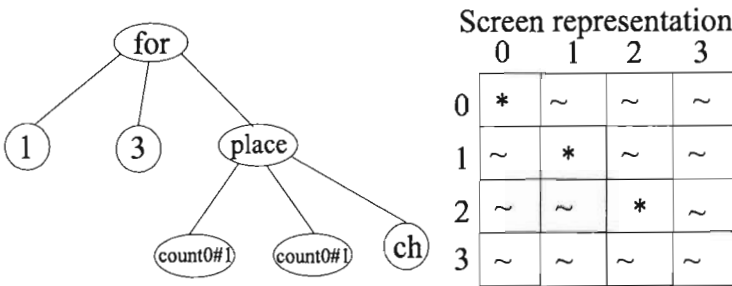 for
1
3
place
count0#1
count0#1
ch
Screen representation
0 1 2 3
0 * ~ ~ ~
1 ~ * ~ ~
2 ~ ~ * ~
3 ~ ~ ~ ~